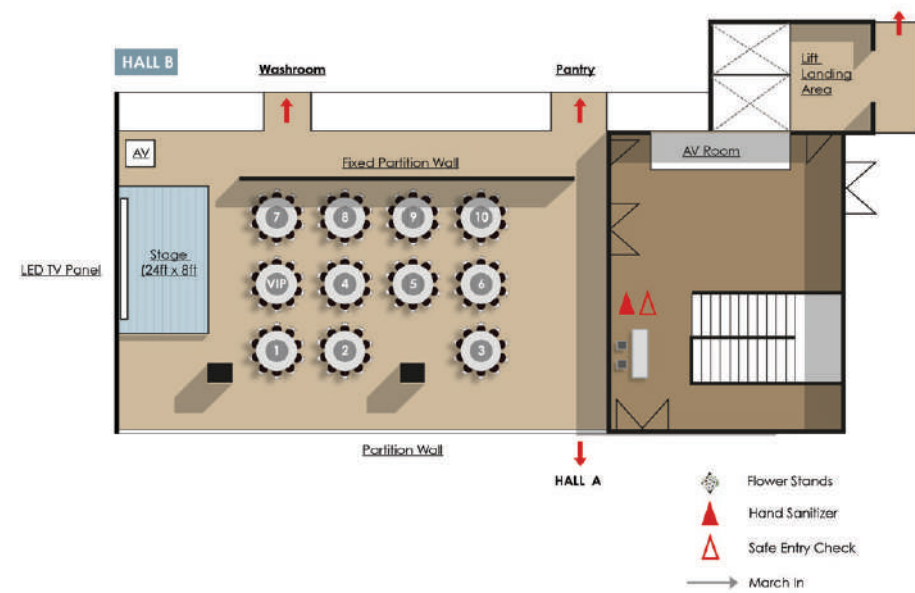 HALL B
Washroom
Pantry
Lift
Landing
Area
AV
AV Room
Fixed Partition Wall
7
8
9
10
Stage
(24ft x 8ft
LED TV Panel
VIP
4
5
6
1
2
3
Partition Wall
HALL A
Flower Stands
Hand Sanitizer
Safe Entry Check
March In